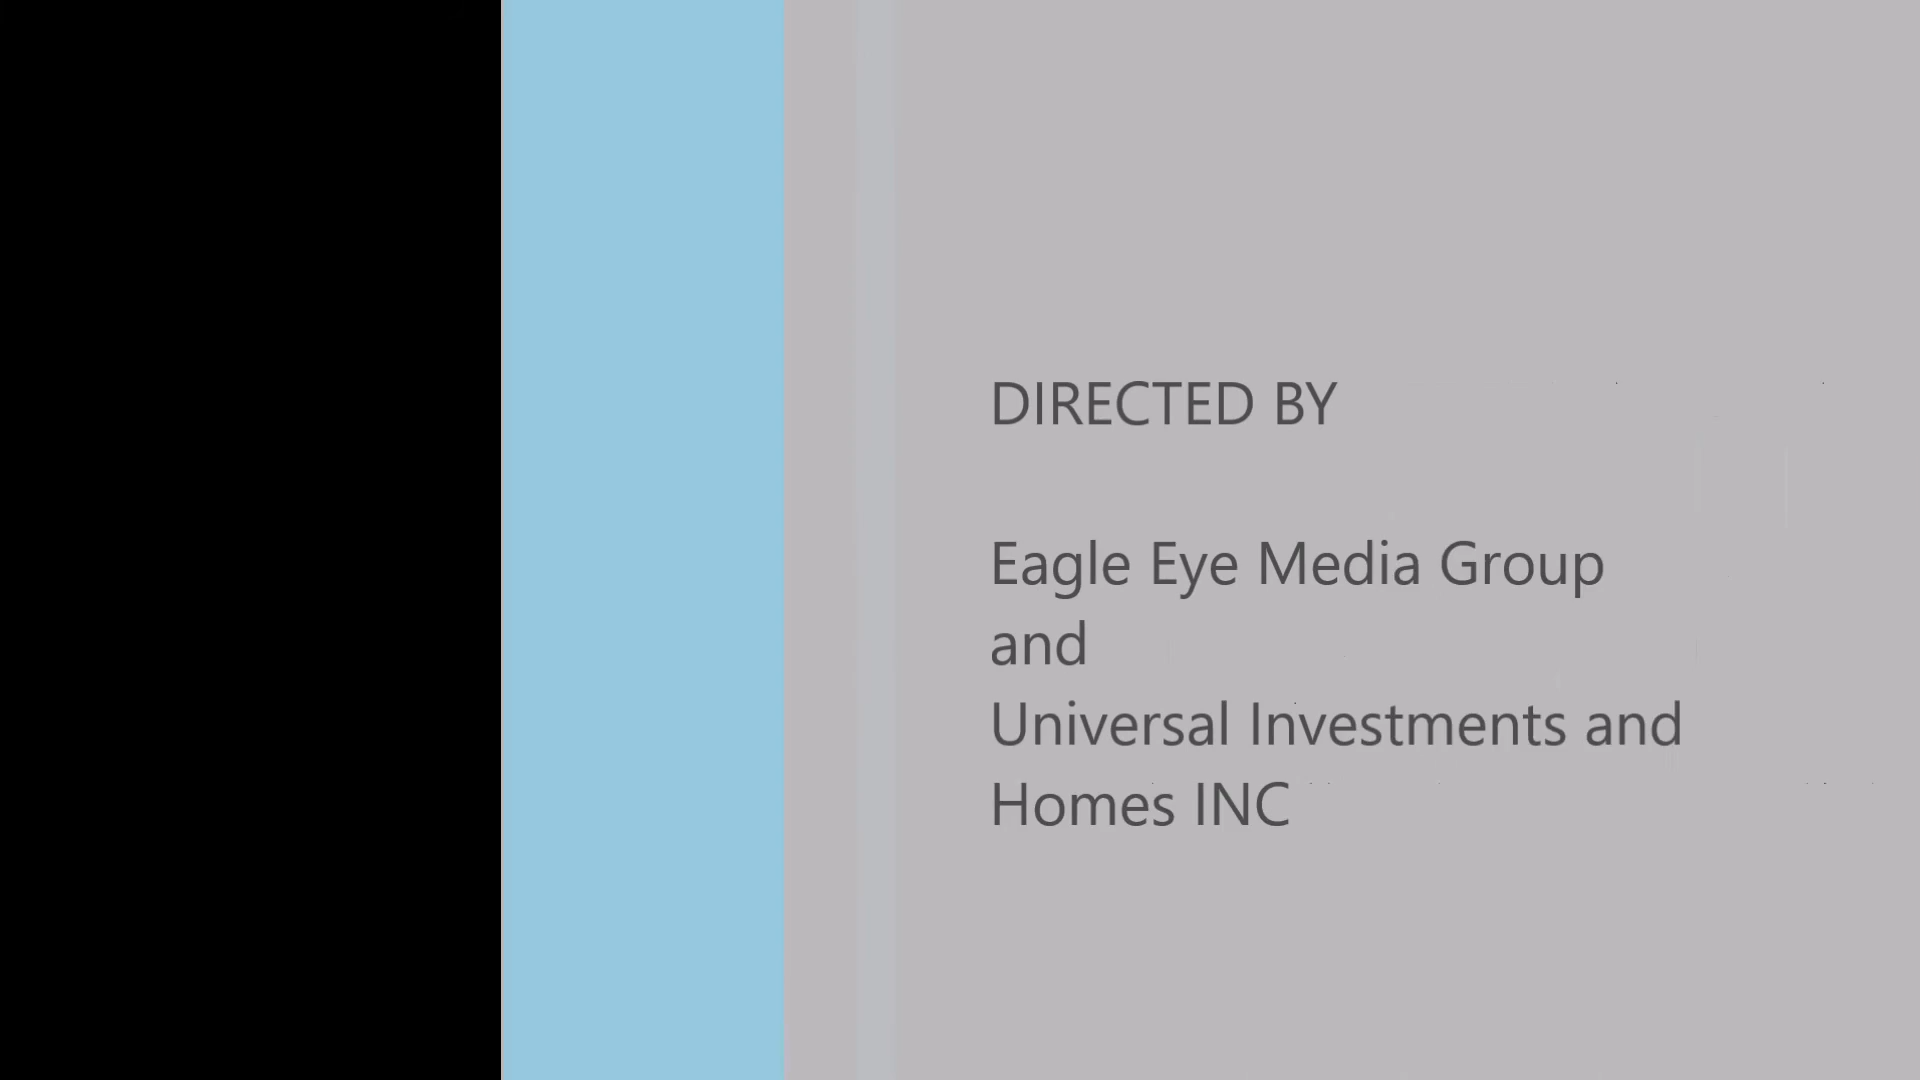 DIRECTED BY
Eagle Eye Media Group
and
Universal Investments and
Homes INC